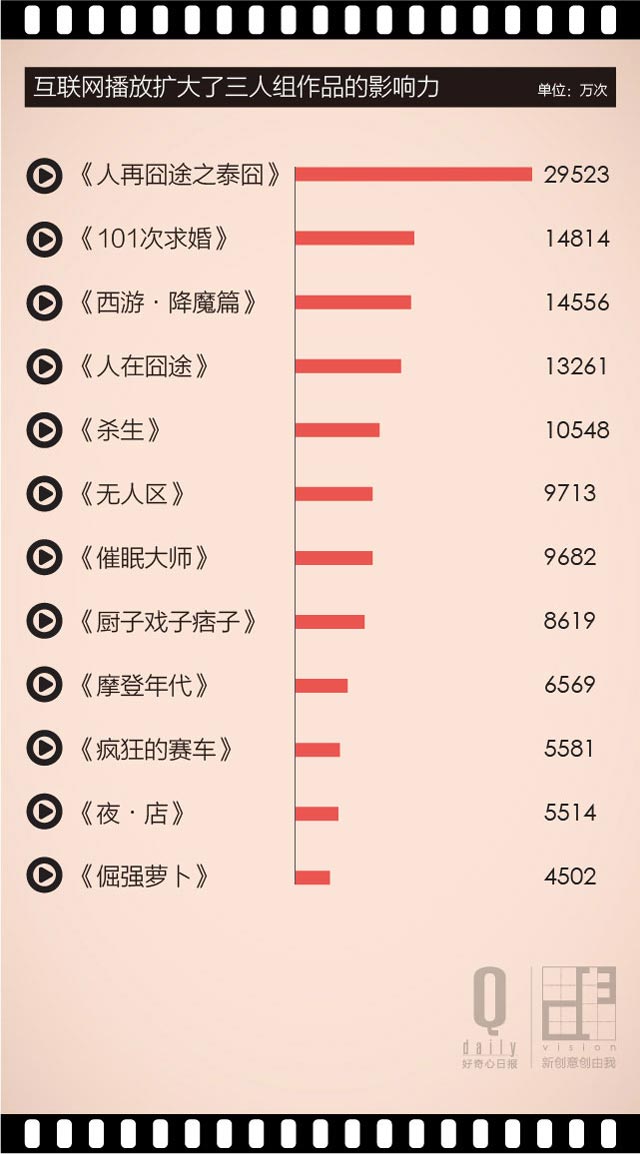 互联网播放扩大了三人组作品的影响力 单位：万次
《人再囧途之泰囧》 29523
《101次求婚》 14814
《西游·降魔篇》 14556
《人在囧途》 13261
《杀生》 10548
《无人区》 9713
《催眠大师》 9682
《厨子戏子痞子》 8619
《摩登年代》 6569
《疯狂的赛车》 5581
《夜·店》 5514
《倔强萝卜》 4502
Q
daily
好奇心日报
d3
vision
新创意创由我